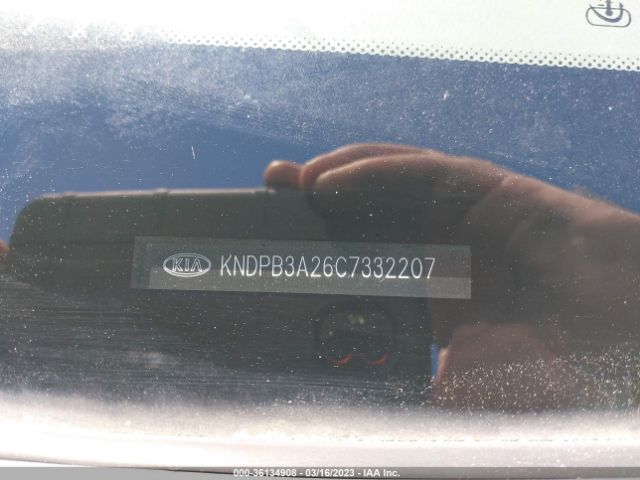 KIA KNDPB3A26C7332207
000-36134908 - 03/16/2023 - IAA Inc.